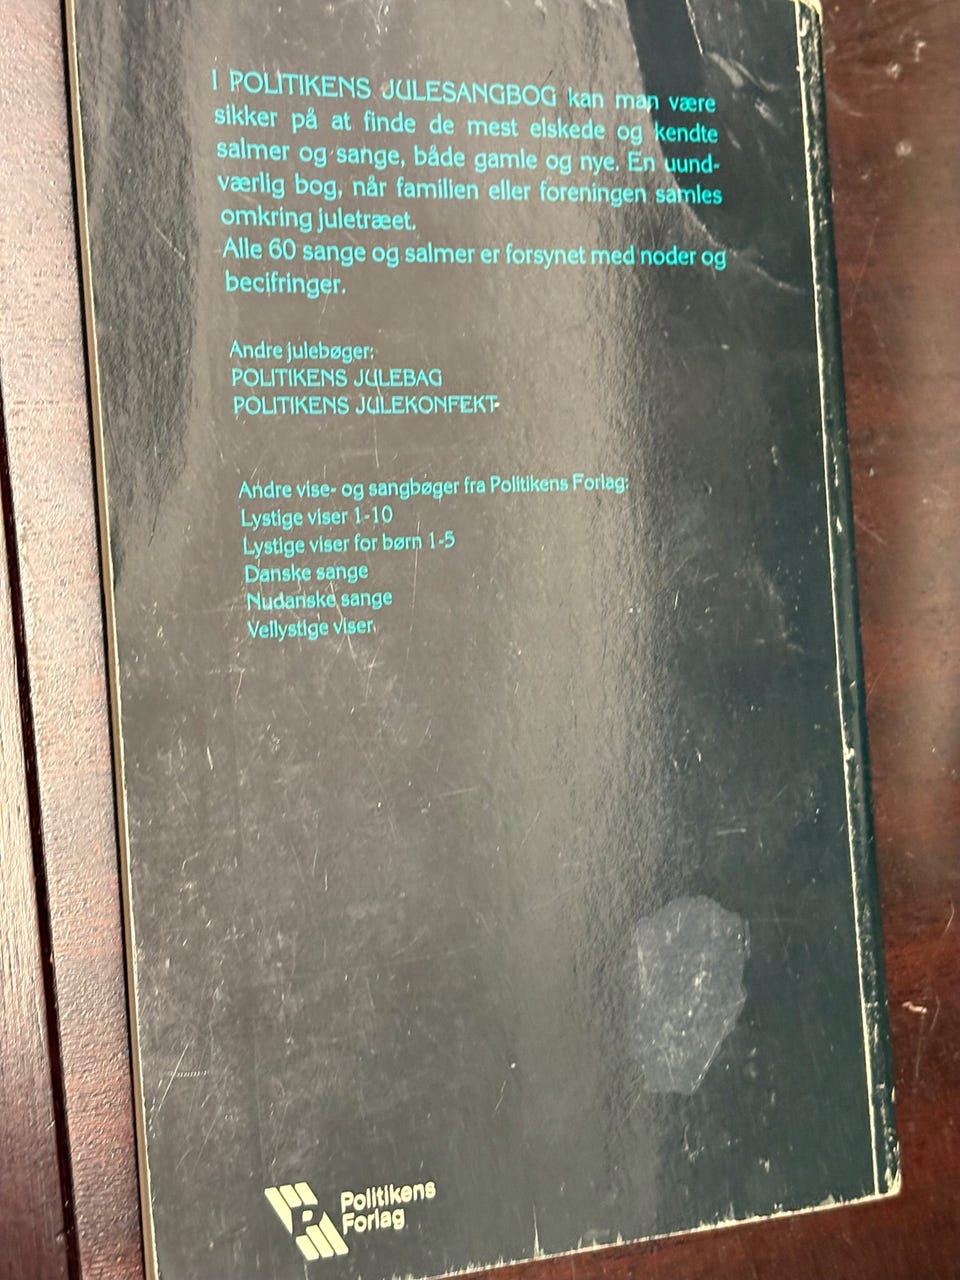 I POLITIKENS JULESANGBOG kan man være
sikker på at finde de mest elskede og kendte
salmer og sange, både gamle og nye. En uund-
værlig bog, når familien eller foreningen samles
omkring juletræet.
Alle 60 sange og salmer er forsynet med noder og
becifringer.
Andre julebøger:
POLITIKENS JULEBAG
POLITIKENS JULEKONFEKT
Andre vise- og sangbøger fra Politikens Forlag:
Lystige viser 1-10
Lystige viser for børn 1-5
Danske sange
Nudanske sange
Vellystige viser
Politikens
Forlag